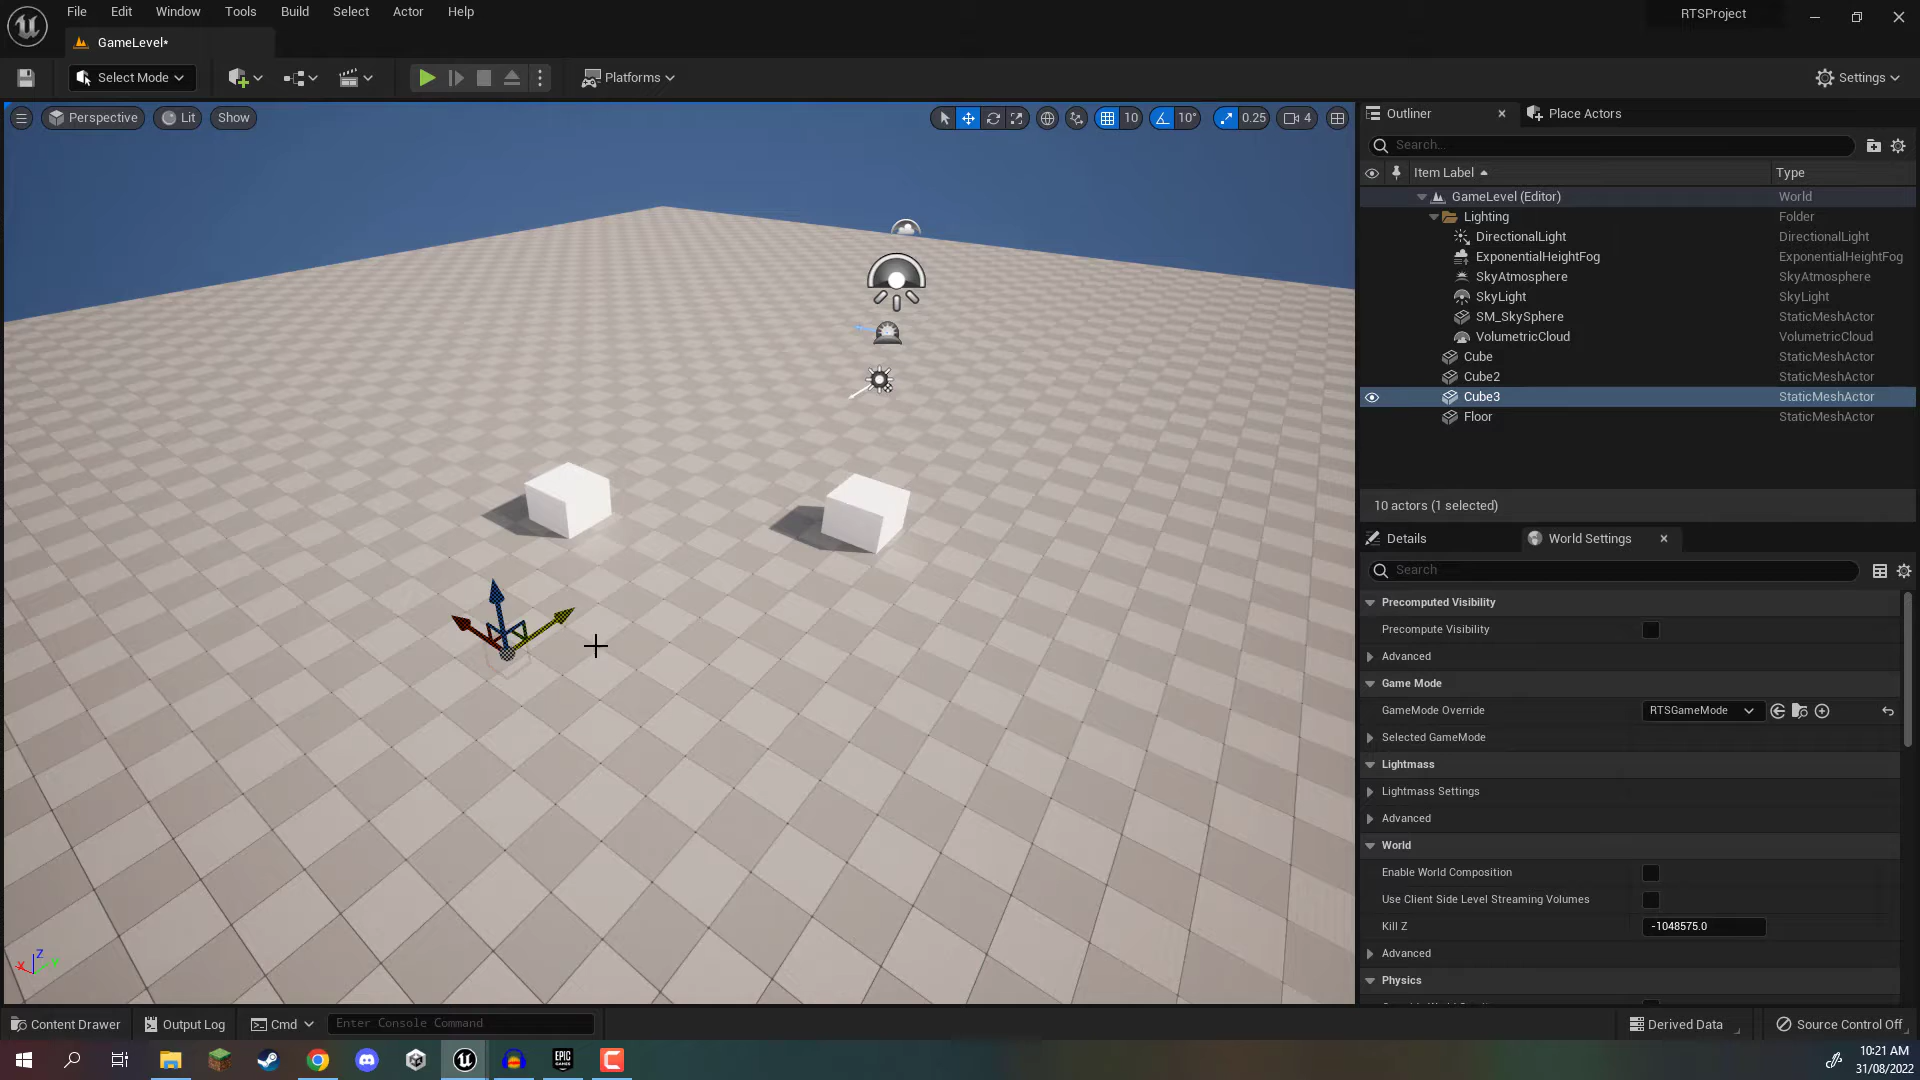 File Edit Window Tools Build Select Actor Help
RTSProject
GameLevel*
Select Mode
Platforms
Settings
Perspective Lit Show
10 10° 0.25 4
Outliner
Place Actors
Search...
Item Label Type
GameLevel (Editor) World
Lighting Folder
DirectionalLight DirectionalLight
ExponentialHeightFog ExponentialHeightFog
SkyAtmosphere SkyAtmosphere
SkyLight SkyLight
SM_SkySphere StaticMeshActor
VolumetricCloud VolumetricCloud
Cube StaticMeshActor
Cube2 StaticMeshActor
Cube3 StaticMeshActor
Floor StaticMeshActor
10 actors (1 selected)
Details
World Settings
Search
Precomputed Visibility
Precompute Visibility
Advanced
Game Mode
GameMode Override RTSGameMode
Selected GameMode
Lightmass
Lightmass Settings
Advanced
World
Enable World Composition
Use Client Side Level Streaming Volumes
Kill Z -1048575.0
Advanced
Physics
X Z Y
Content Drawer Output Log Cmd Enter Console Command
Derived Data Source Control Off
EPIC GAMES
10:21 AM
31/08/2022